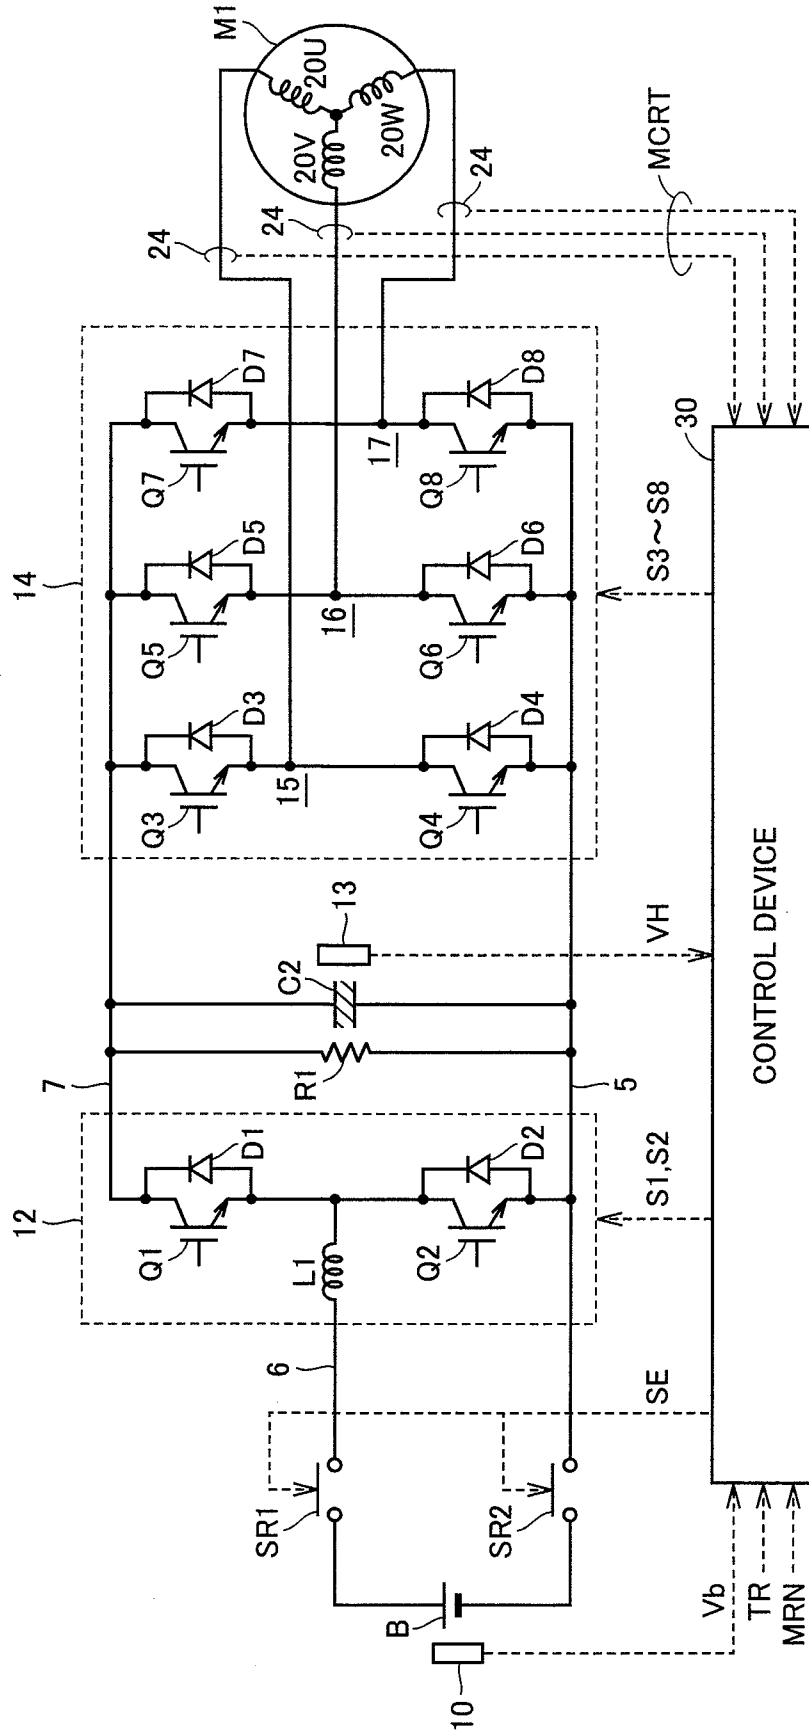 M1
20U
20V
20W
24
24
24
MCRT
14
Q7
D7
Q5
D5
Q3
D3
17
16
15
Q8
D8
Q6
D6
Q4
D4
30
S3~S8
13
C2
VH
R1
7
5
12
Q1
D1
L1
Q2
D2
S1,S2
6
SE
SR1
SR2
B
10
Vb
TR
MRN
CONTROL DEVICE